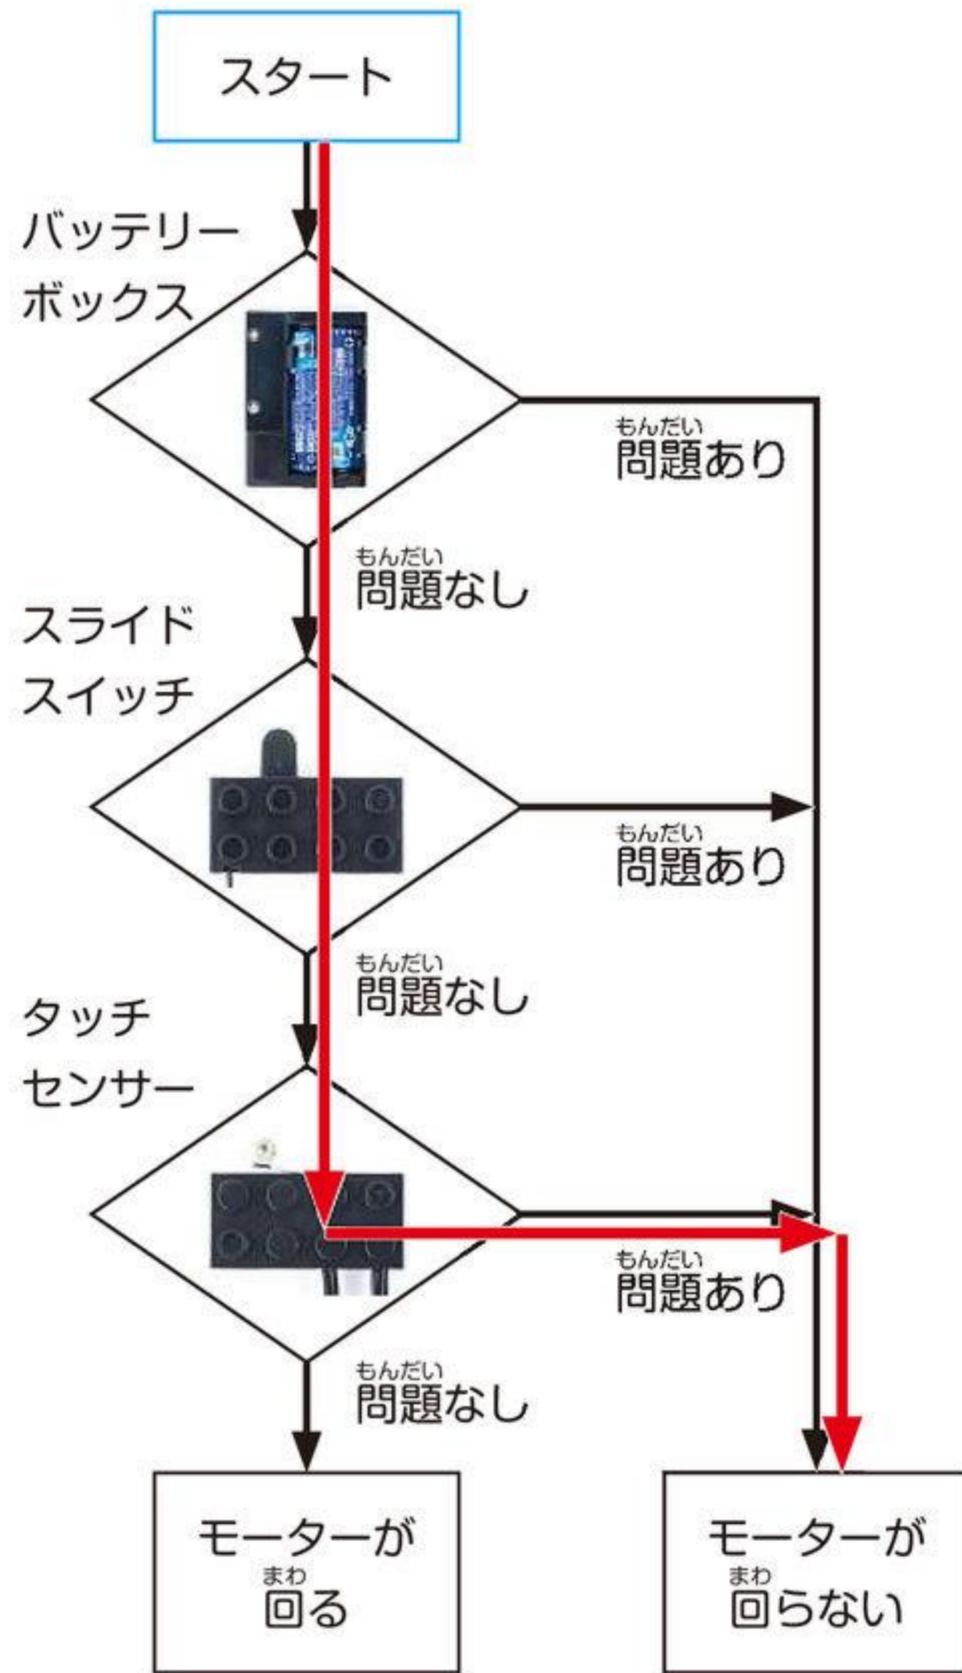 スタート
バッテリー
ボックス
もんだい
問題あり
もんだい
問題なし
スライド
スイッチ
もんだい
問題あり
もんだい
問題なし
タッチ
センサー
もんだい
問題あり
もんだい
問題なし
モーターが
まわ
回る
モーターが
まわ
回らない